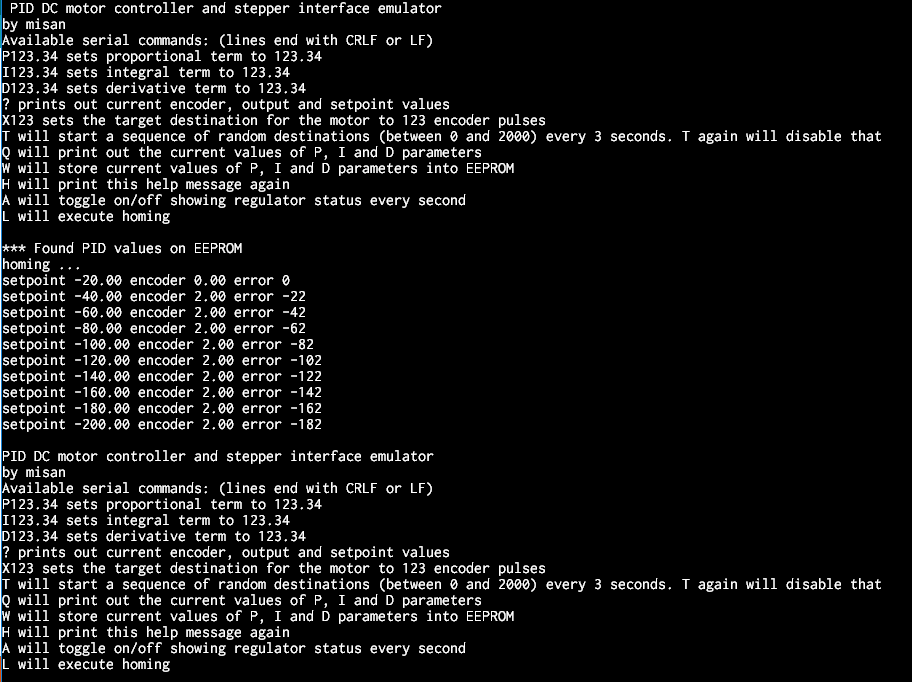 PID DC motor controller and stepper interface emulator
by misan
Available serial commands: (lines end with CRLF or LF)
P123.34 sets proportional term to 123.34
I123.34 sets integral term to 123.34
D123.34 sets derivative term to 123.34
? prints out current encoder, output and setpoint values
X123 sets the target destination for the motor to 123 encoder pulses
T will start a sequence of random destinations (between 0 and 2000) every 3 seconds. T again will disable that
Q will print out the current values of P, I and D parameters
W will store current values of P, I and D parameters into EEPROM
H will print this help message again
A will toggle on/off showing regulator status every second
L will execute homing

*** Found PID values on EEPROM
homing ...
setpoint -20.00 encoder 0.00 error 0
setpoint -40.00 encoder 2.00 error -22
setpoint -60.00 encoder 2.00 error -42
setpoint -80.00 encoder 2.00 error -62
setpoint -100.00 encoder 2.00 error -82
setpoint -120.00 encoder 2.00 error -102
setpoint -140.00 encoder 2.00 error -122
setpoint -160.00 encoder 2.00 error -142
setpoint -180.00 encoder 2.00 error -162
setpoint -200.00 encoder 2.00 error -182

PID DC motor controller and stepper interface emulator
by misan
Available serial commands: (lines end with CRLF or LF)
P123.34 sets proportional term to 123.34
I123.34 sets integral term to 123.34
D123.34 sets derivative term to 123.34
? prints out current encoder, output and setpoint values
X123 sets the target destination for the motor to 123 encoder pulses
T will start a sequence of random destinations (between 0 and 2000) every 3 seconds. T again will disable that
Q will print out the current values of P, I and D parameters
W will store current values of P, I and D parameters into EEPROM
H will print this help message again
A will toggle on/off showing regulator status every second
L will execute homing